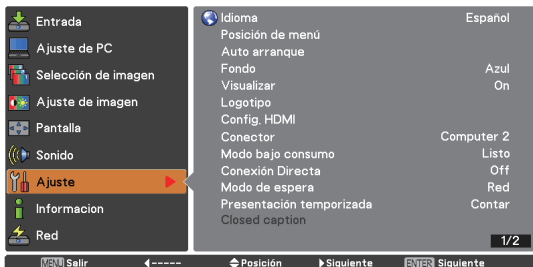 Entrada
Ajuste de PC
Selección de imagen
Ajuste de imagen
Pantalla
Sonido
Ajuste
Informacion
Red
Idioma Español
Posición de menú
Auto arranque
Fondo Azul
Visualizar On
Logotipo
Config. HDMI
Conector Computer 2
Modo bajo consumo Listo
Conexión Directa Off
Modo de espera Red
Presentación temporizada Contar
Closed caption
1/2
MENU Salir ----- Posición Siguiente ENTER Siguiente